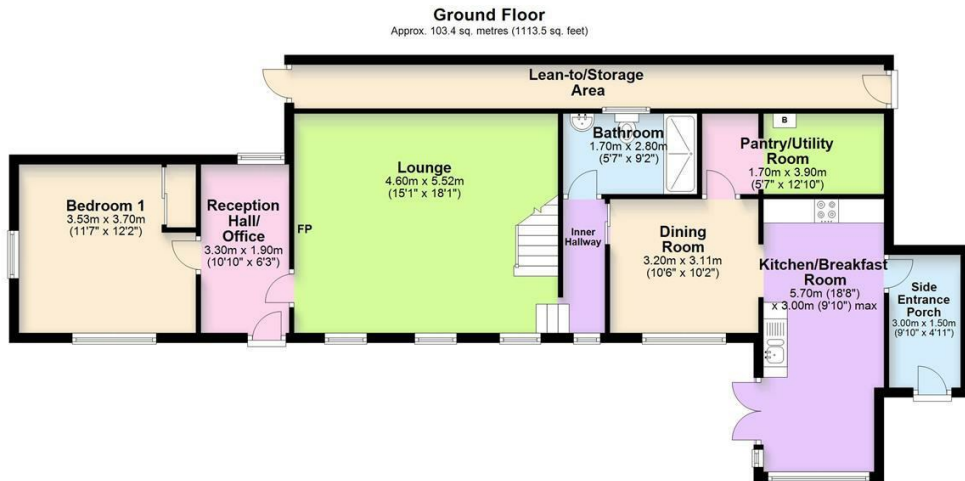 Ground Floor
Approx. 103.4 sq. metres (1113.5 sq. feet)
Lean-to/Storage
Area
Bathroom
1.70m x 2.80m
(5'7" x 9'2")
B
Pantry/Utility
Room
1.70m x 3.90m
(5'7" x 12'10")
Lounge
4.60m x 5.52m
(15'1" x 18'1")
FP
Bedroom 1
3.53m x 3.70m
(11'7" x 12'2")
Reception
Hall/
Office
3.30m x 1.90m
(10'10" x 6'3")
Inner
Hallway
Dining
Room
3.20m x 3.11m
(10'6" x 10'2")
Kitchen/Breakfast
Room
5.70m (18'8")
x 3.00m (9'10") max
Side
Entrance
Porch
3.00m x 1.50m
(9'10" x 4'11")